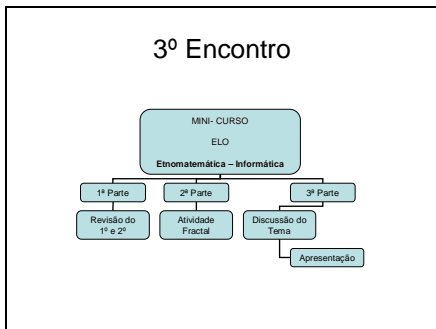 3º Encontro
MINI- CURSO
ELO
Etnomatemática – Informática
1ª Parte
2ª Parte
3ª Parte
Revisão do
1º e 2º
Atividade
Fractal
Discussão do
Tema
Apresentação